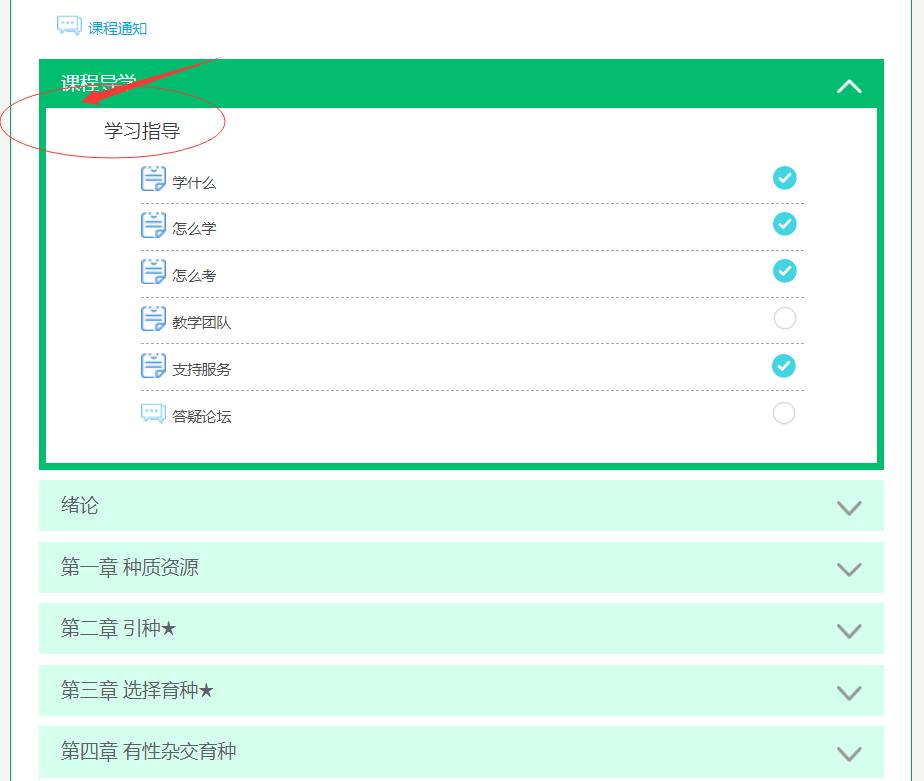 课程通知
课程导学
学习指导
学什么
怎么学
怎么考
教学团队
支持服务
答疑论坛
绪论
第一章 种质资源
第二章 引种★
第三章 选择育种★
第四章 有性杂交育种